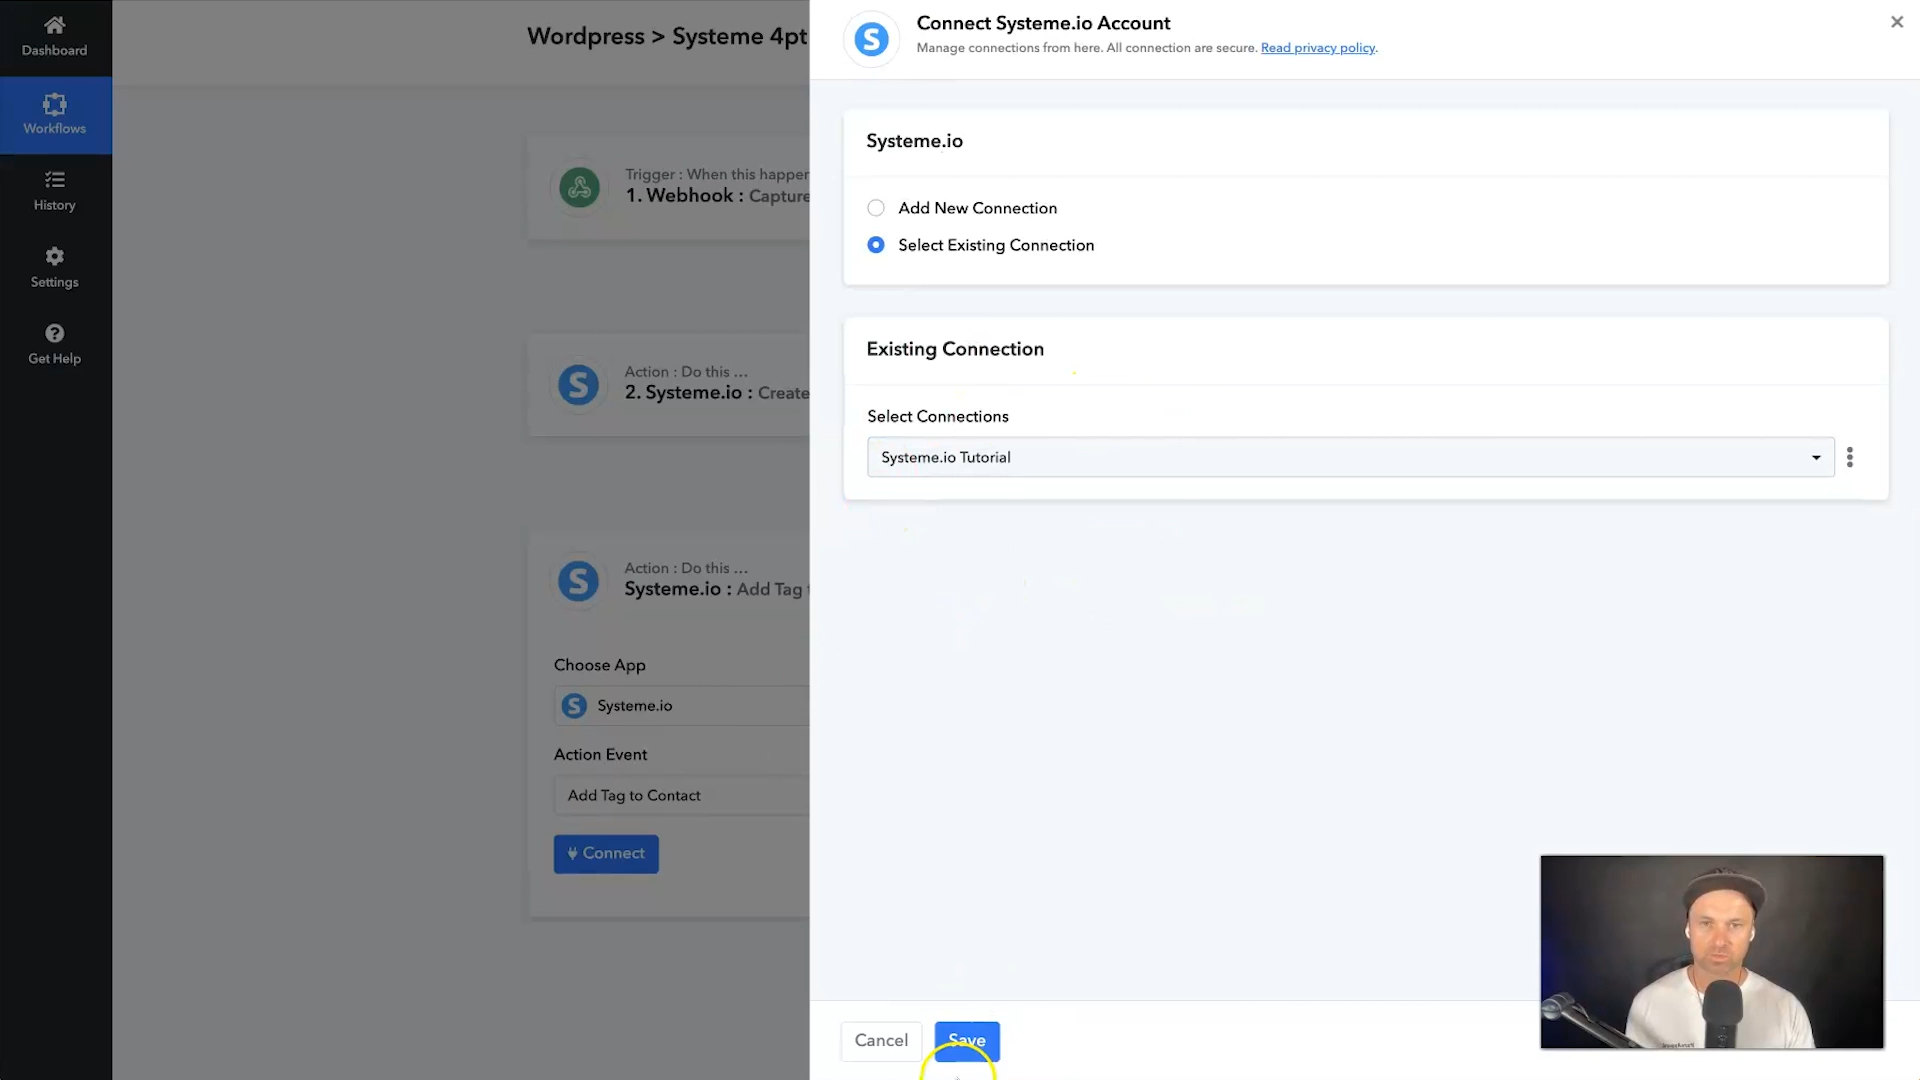 Dashboard
Workflows
History
Settings
Get Help
Wordpress > Systeme 4pt
Trigger : When this happen
1. Webhook : Capture
Action : Do this ...
2. Systeme.io : Create
Action : Do this ...
Systeme.io : Add Tag
Choose App
Systeme.io
Action Event
Add Tag to Contact
Connect
Connect Systeme.io Account
Manage connections from here. All connection are secure. Read privacy policy.
Systeme.io
Add New Connection
Select Existing Connection
Existing Connection
Select Connections
Systeme.io Tutorial
Cancel
Save